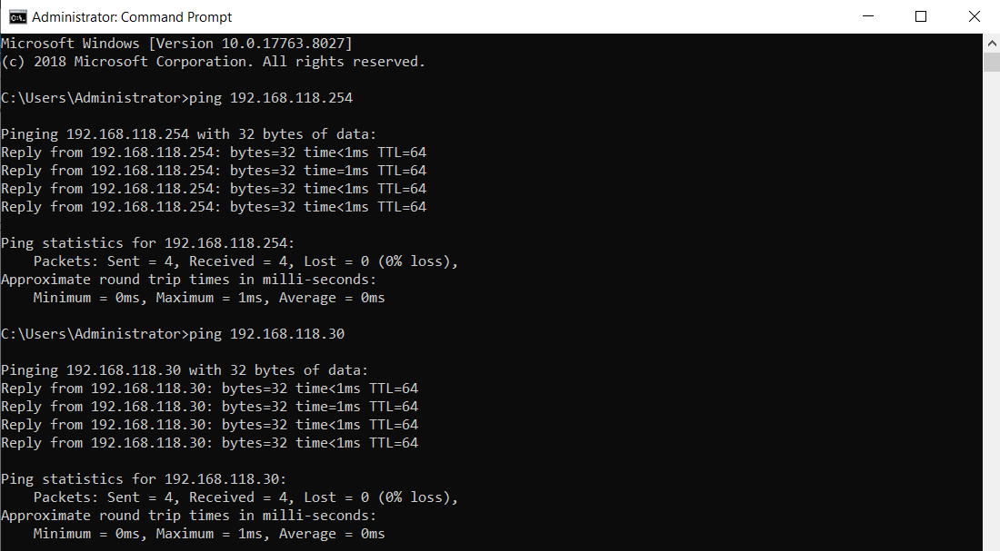 Administrator: Command Prompt
Microsoft Windows [Version 10.0.17763.8027]
(c) 2018 Microsoft Corporation. All rights reserved.
C:\Users\Administrator>ping 192.168.118.254
Pinging 192.168.118.254 with 32 bytes of data:
Reply from 192.168.118.254: bytes=32 time<1ms TTL=64
Reply from 192.168.118.254: bytes=32 time=1ms TTL=64
Reply from 192.168.118.254: bytes=32 time<1ms TTL=64
Reply from 192.168.118.254: bytes=32 time<1ms TTL=64
Ping statistics for 192.168.118.254:
    Packets: Sent = 4, Received = 4, Lost = 0 (0% loss),
Approximate round trip times in milli-seconds:
    Minimum = 0ms, Maximum = 1ms, Average = 0ms
C:\Users\Administrator>ping 192.168.118.30
Pinging 192.168.118.30 with 32 bytes of data:
Reply from 192.168.118.30: bytes=32 time<1ms TTL=64
Reply from 192.168.118.30: bytes=32 time=1ms TTL=64
Reply from 192.168.118.30: bytes=32 time<1ms TTL=64
Reply from 192.168.118.30: bytes=32 time<1ms TTL=64
Ping statistics for 192.168.118.30:
    Packets: Sent = 4, Received = 4, Lost = 0 (0% loss),
Approximate round trip times in milli-seconds:
    Minimum = 0ms, Maximum = 1ms, Average = 0ms